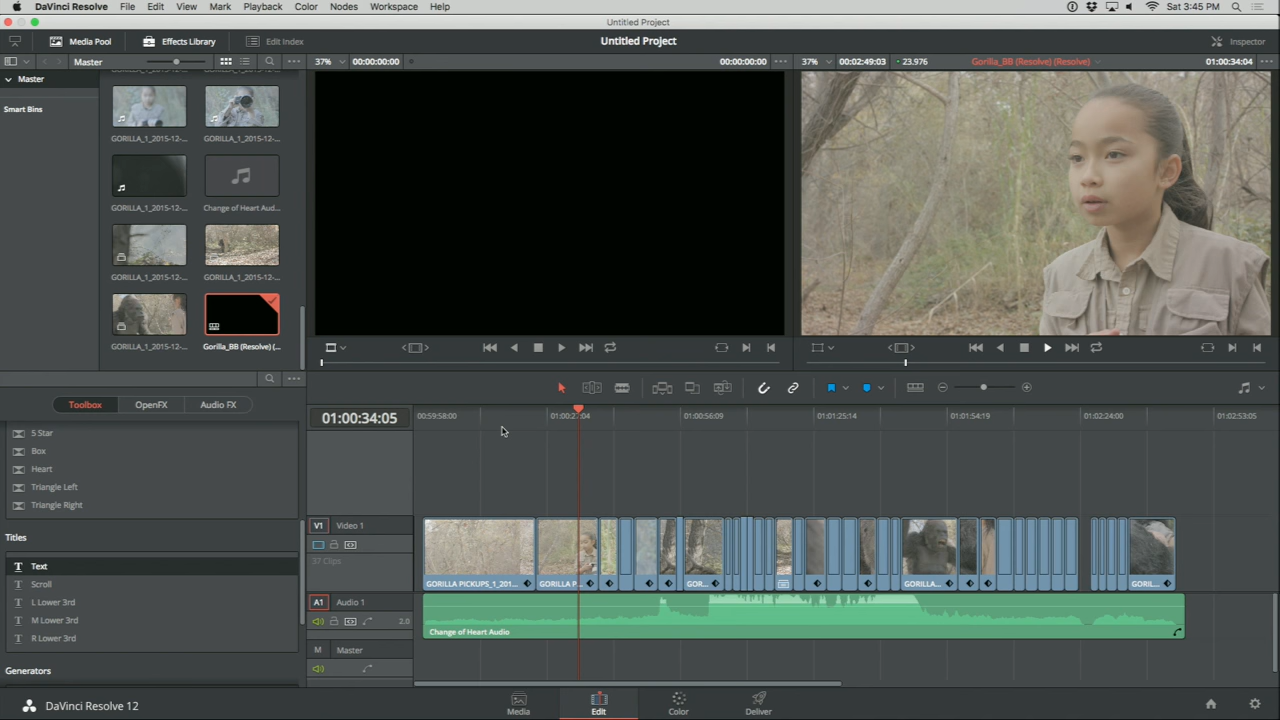 DaVinci Resolve File Edit View Mark Playback Color Nodes Workspace Help Sat 3:45 PM
Untitled Project
Media Pool Effects Library Edit Index Untitled Project Inspector
Master 37% 00:00:00:00 00:00:00:00 37% 00:02:49:03 23.976 Gorilla_BB (Resolve) (Resolve) 01:00:34:04
Master
Smart Bins
GORILLA_1_2015-12-... GORILLA_1_2015-12-...
GORILLA_1_2015-12-... Change of Heart Aud...
GORILLA_1_2015-12-... GORILLA_1_2015-12-...
GORILLA_1_2015-12-... Gorilla_BB (Resolve) (...
Toolbox OpenFX Audio FX
5 Star
Box
Heart
Triangle Left
Triangle Right
Titles
Text
Scroll
L Lower 3rd
M Lower 3rd
R Lower 3rd
Generators
01:00:34:05 00:59:58:00 01:00:27:04 01:00:56:09 01:01:25:14 01:01:54:19 01:02:24:00 01:02:53:05
V1 Video 1
37 Clips
GORILLA PICKUPS_1_201... GORILLA P... GOR... GORILLA... GORIL...
A1 Audio 1
2.0
Change of Heart Audio
M Master
DaVinci Resolve 12 Media Edit Color Deliver